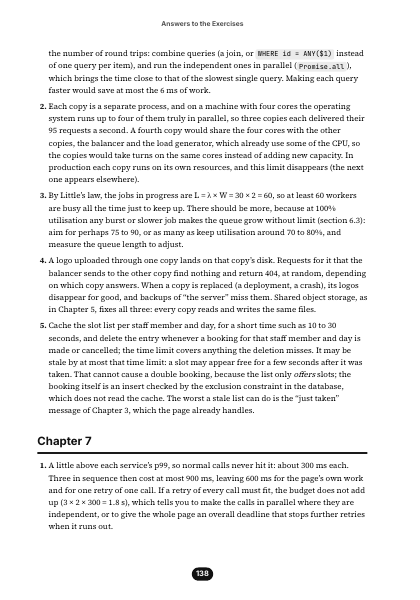 Answers to the Exercises
the number of round trips: combine queries (a join, or WHERE id = ANY($1) instead
of one query per item), and run the independent ones in parallel ( Promise.all ),
which brings the time close to that of the slowest single query. Making each query
faster would save at most the 6 ms of work.
2. Each copy is a separate process, and on a machine with four cores the operating
system runs up to four of them truly in parallel, so three copies each delivered their
95 requests a second. A fourth copy would share the four cores with the other
copies, the balancer and the load generator, which already use some of the CPU, so
the copies would take turns on the same cores instead of adding new capacity. In
production each copy runs on its own resources, and this limit disappears (the next
one appears elsewhere).
3. By Little's law, the jobs in progress are L = λ × W = 30 × 2 = 60, so at least 60 workers
are busy all the time just to keep up. There should be more, because at 100%
utilisation any burst or slower job makes the queue grow without limit (section 6.3):
aim for perhaps 75 to 90, or as many as keep utilisation around 70 to 80%, and
measure the queue length to adjust.
4. A logo uploaded through one copy lands on that copy's disk. Requests for it that the
balancer sends to the other copy find nothing and return 404, at random, depending
on which copy answers. When a copy is replaced (a deployment, a crash), its logos
disappear for good, and backups of "the server" miss them. Shared object storage, as
in Chapter 5, fixes all three: every copy reads and writes the same files.
5. Cache the slot list per staff member and day, for a short time such as 10 to 30
seconds, and delete the entry whenever a booking for that staff member and day is
made or cancelled; the time limit covers anything the deletion misses. It may be
stale by at most that time limit: a slot may appear free for a few seconds after it was
taken. That cannot cause a double booking, because the list only offers slots; the
booking itself is an insert checked by the exclusion constraint in the database,
which does not read the cache. The worst a stale list can do is the "just taken"
message of Chapter 3, which the page already handles.
Chapter 7
1. A little above each service's p99, so normal calls never hit it: about 300 ms each.
Three in sequence then cost at most 900 ms, leaving 600 ms for the page's own work
and for one retry of one call. If a retry of every call must fit, the budget does not add
up (3 × 2 × 300 = 1.8 s), which tells you to make the calls in parallel where they are
independent, or to give the whole page an overall deadline that stops further retries
when it runs out.
138